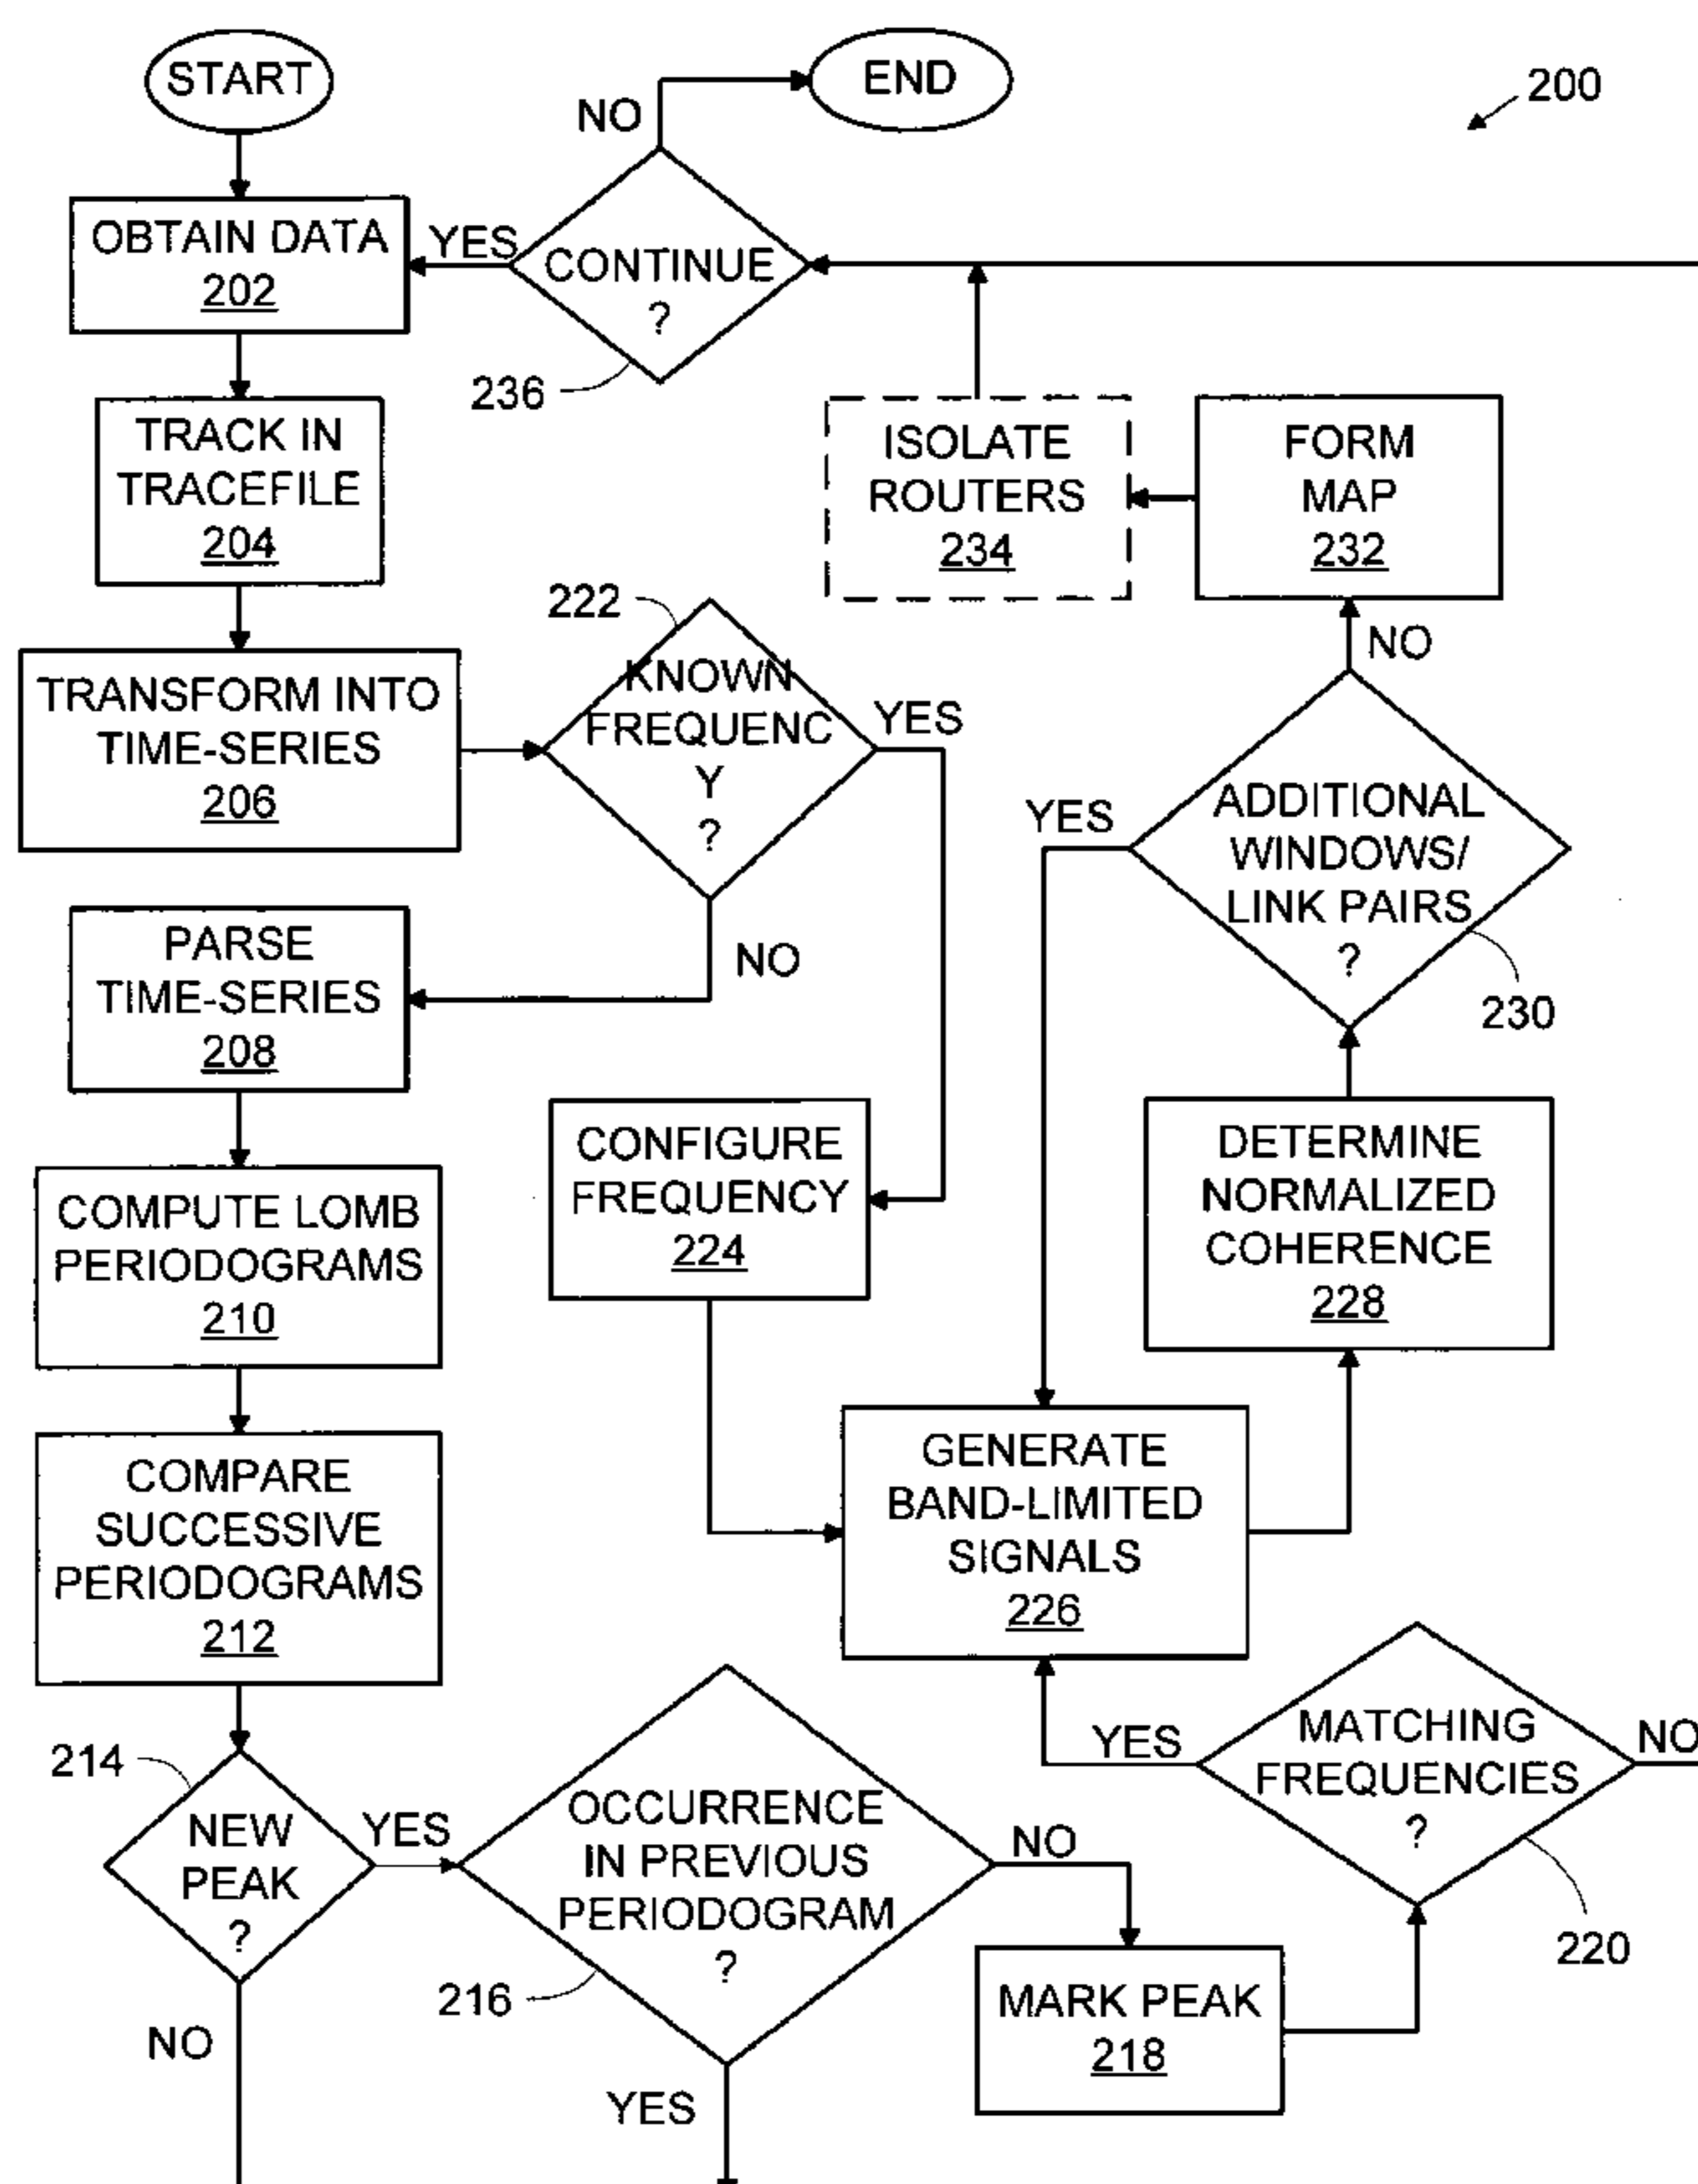 START
END
200
NO
OBTAIN DATA
202
YES
CONTINUE
?
236
TRACK IN
TRACEFILE
204
ISOLATE
ROUTERS
234
FORM
MAP
232
222
NO
TRANSFORM INTO
TIME-SERIES
206
KNOWN
FREQUENC
Y
?
YES
ADDITIONAL
WINDOWS/
LINK PAIRS
?
YES
230
PARSE
TIME-SERIES
208
NO
CONFIGURE
FREQUENCY
224
DETERMINE
NORMALIZED
COHERENCE
228
COMPUTE LOMB
PERIODOGRAMS
210
COMPARE
SUCCESSIVE
PERIODOGRAMS
212
GENERATE
BAND-LIMITED
SIGNALS
226
214
NEW
PEAK
?
YES
OCCURRENCE
IN PREVIOUS
PERIODOGRAM
?
216
NO
YES
MATCHING
FREQUENCIES
?
NO
220
MARK PEAK
218
NO
YES